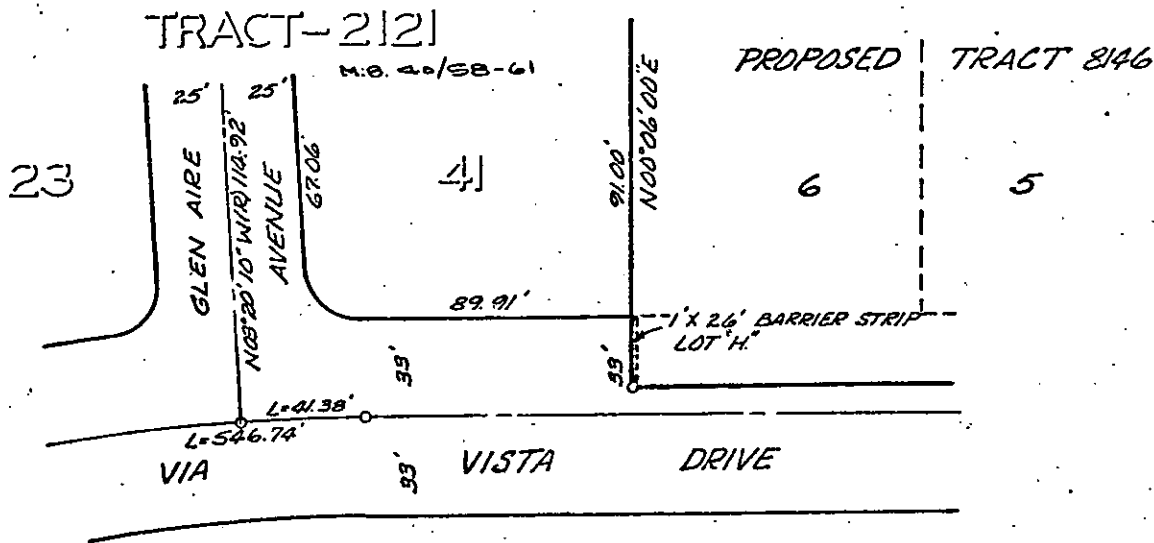 TRACT-2121
M.B. 40/58-61
PROPOSED TRACT 8146
25' 25'
23
GLEN AIRE
AVENUE
N03°20'10"W(R) 114.92'
67.06'
41
91.00'
N00°06'00"E
6
5
89.91'
1' X 26' BARRIER STRIP
LOT "H."
33'
33'
L=41.38'
L=546.74'
VIA VISTA DRIVE
33'